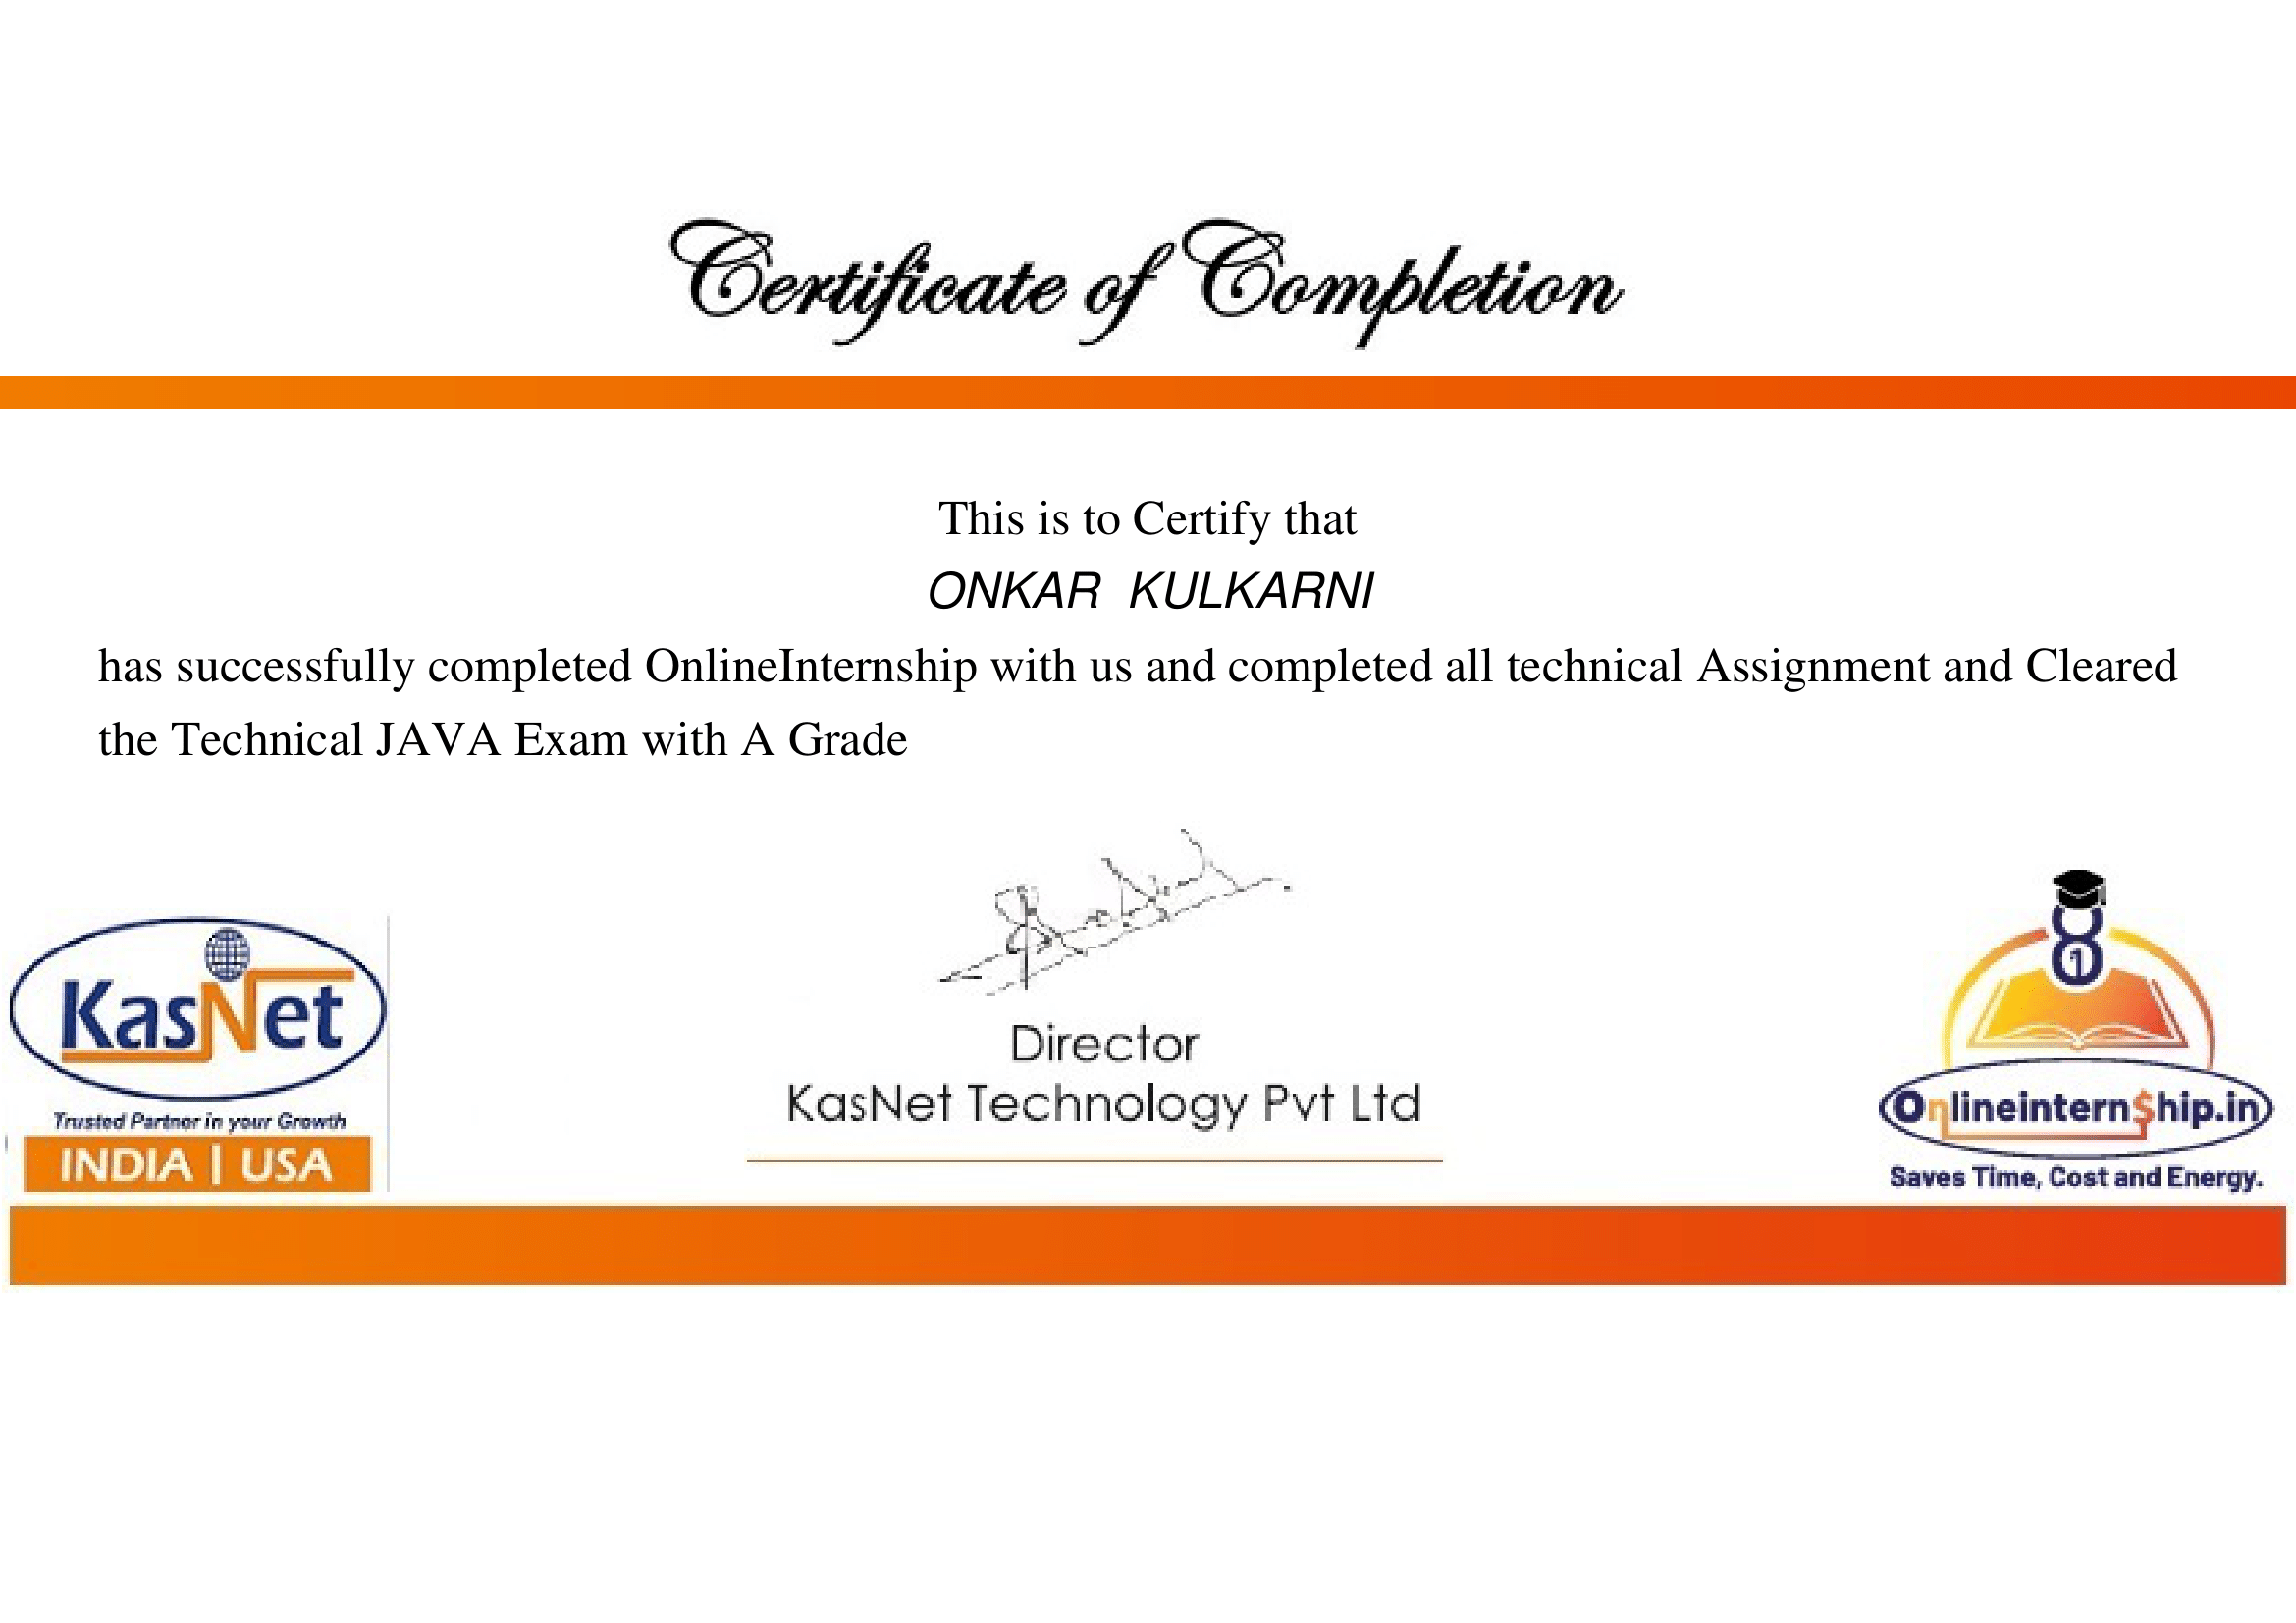 Certificate of Completion
This is to Certify that
ONKAR KULKARNI
has successfully completed OnlineInternship with us and completed all technical Assignment and Cleared
the Technical JAVA Exam with A Grade
KasNet
Trusted Partner in your Growth
INDIA | USA
Director
KasNet Technology Pvt Ltd
Onlineintern$hip.in
Saves Time, Cost and Energy.